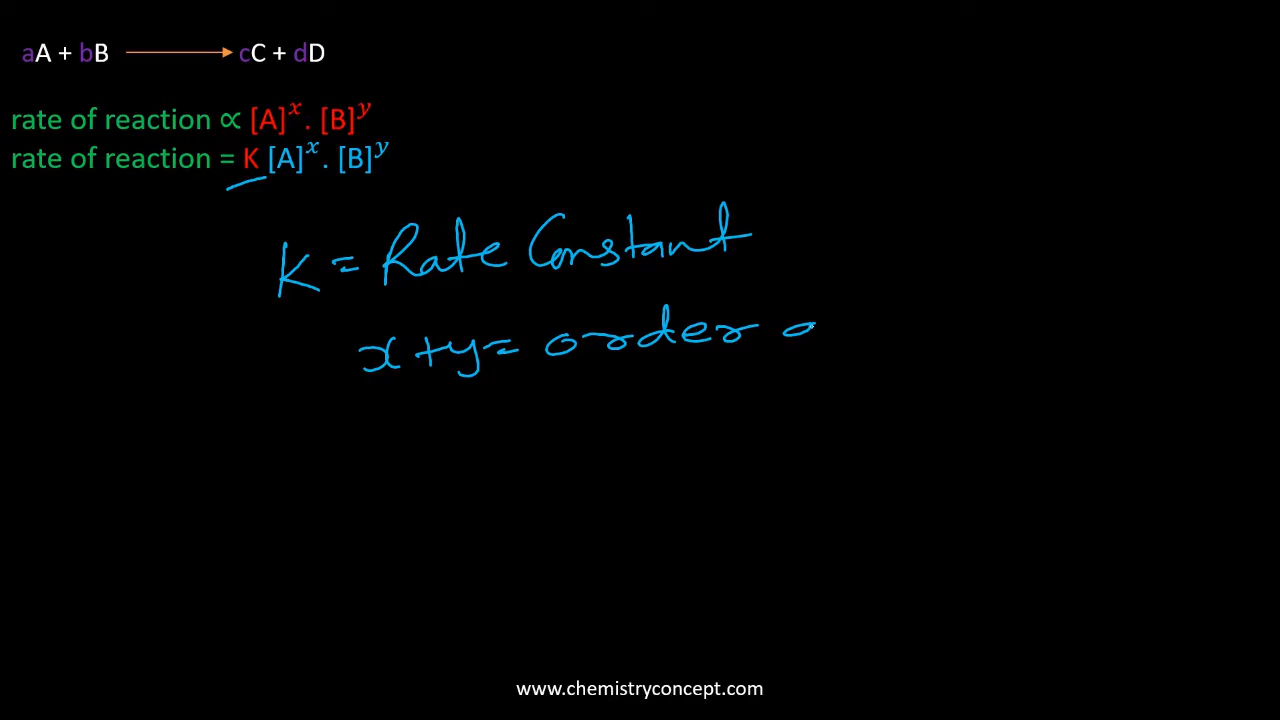 aA + bB ⟶ cC + dD
rate of reaction ∝ [A]ˣ . [B]ʸ
rate of reaction = K [A]ˣ . [B]ʸ
K = Rate Constant
x + y = order o
www.chemistryconcept.com